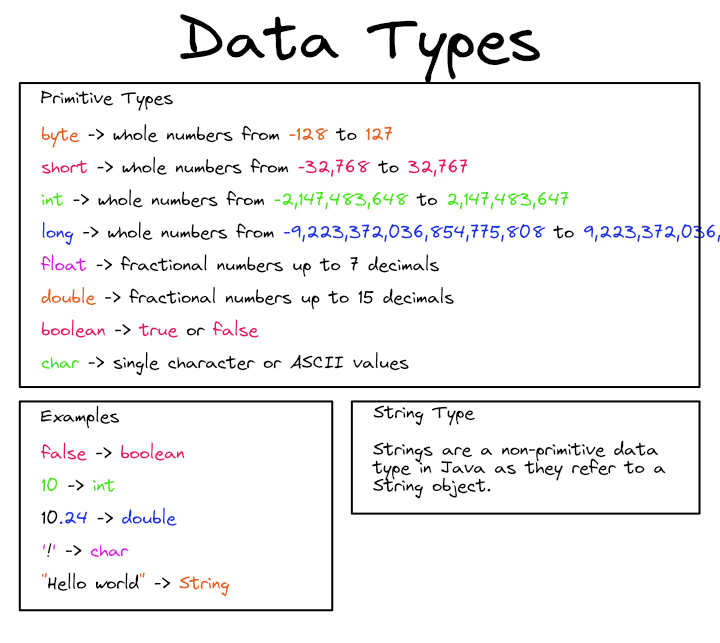 Data Types
Primitive Types
byte -> whole numbers from -128 to 127
short -> whole numbers from -32,768 to 32,767
int -> whole numbers from -2,147,483,648 to 2,147,483,647
long -> whole numbers from -9,223,372,036,854,775,808 to 9,223,372,036,
float -> fractional numbers up to 7 decimals
double -> fractional numbers up to 15 decimals
boolean -> true or false
char -> single character or ASCII values
Examples
false -> boolean
10 -> int
10.24 -> double
'!' -> char
"Hello world" -> String
String Type
Strings are a non-primitive data
type in Java as they refer to a
String object.